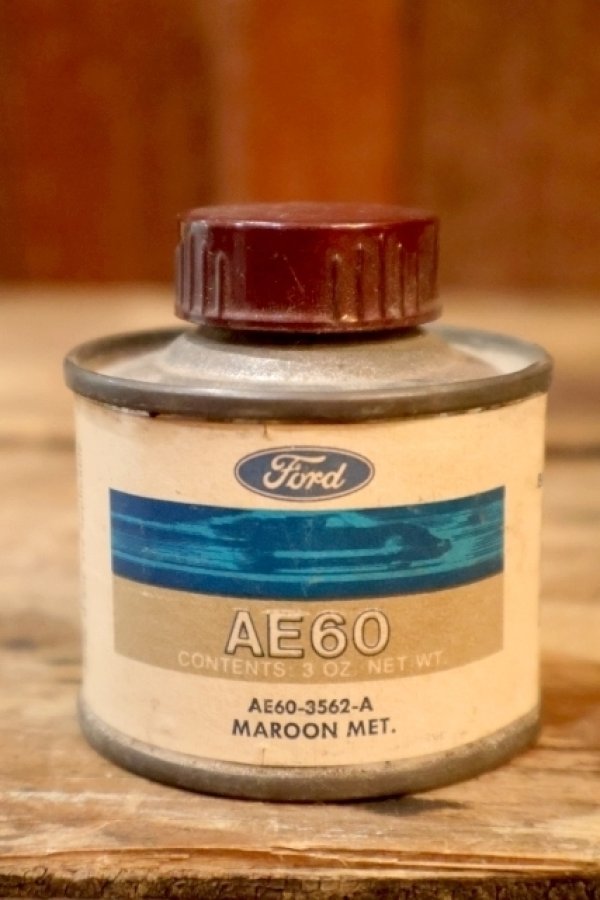 Ford
AE60
CONTENTS: 3 OZ. NET WT.
AE60-3562-A
MAROON MET.